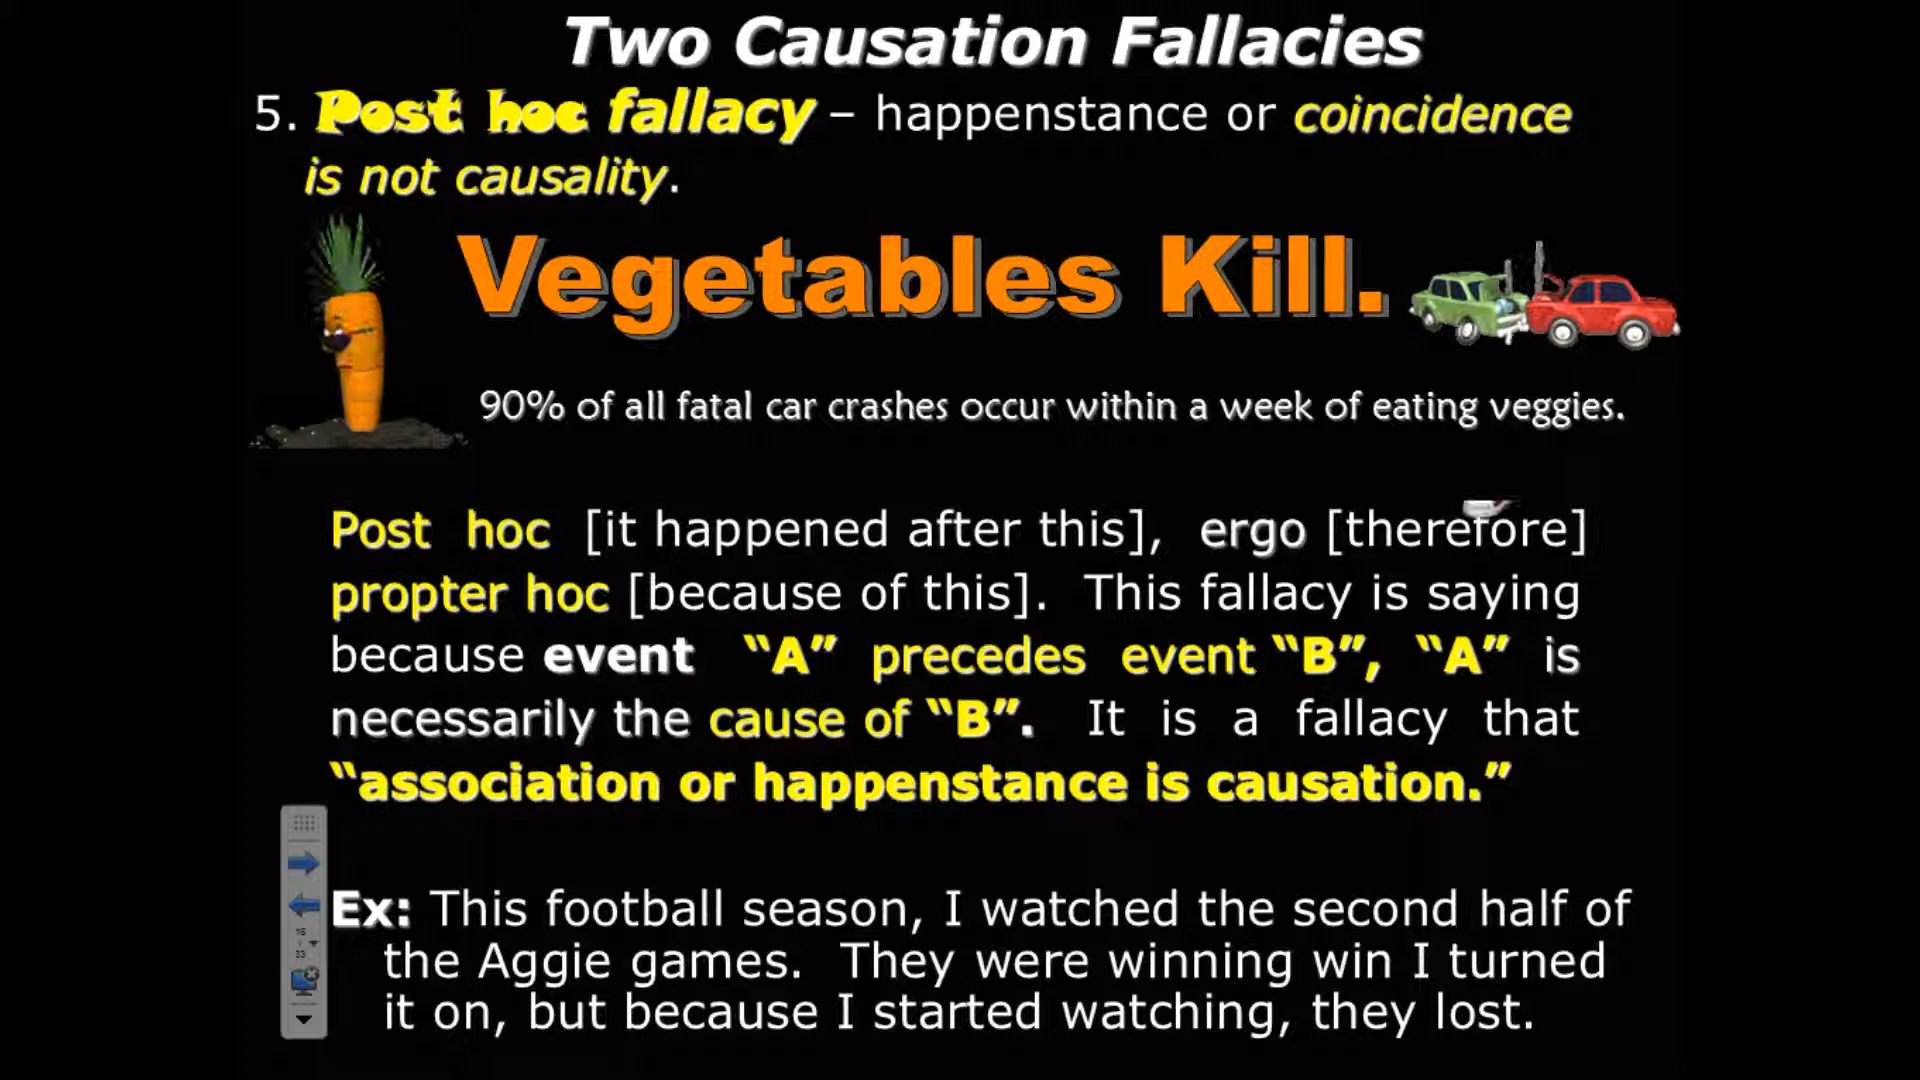 Two Causation Fallacies
5. Post hoc fallacy – happenstance or coincidence
is not causality.
Vegetables Kill.
90% of all fatal car crashes occur within a week of eating veggies.
Post hoc [it happened after this], ergo [therefore]
propter hoc [because of this]. This fallacy is saying
because event “A” precedes event “B”, “A” is
necessarily the cause of “B”. It is a fallacy that
“association or happenstance is causation.”
Ex: This football season, I watched the second half of
the Aggie games. They were winning win I turned
it on, but because I started watching, they lost.
16
33